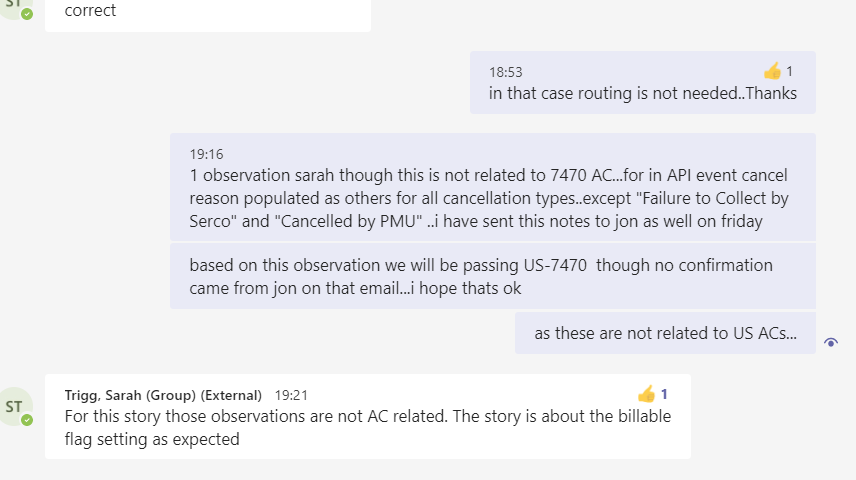 ST
correct
18:53 👍 1
in that case routing is not needed..Thanks
19:16
1 observation sarah though this is not related to 7470 AC...for in API event cancel
reason populated as others for all cancellation types..except "Failure to Collect by
Serco" and "Cancelled by PMU" ..i have sent this notes to jon as well on friday
based on this observation we will be passing US-7470 though no confirmation
came from jon on that email...i hope thats ok
as these are not related to US ACs...
ST
Trigg, Sarah (Group) (External) 19:21 👍 1
For this story those observations are not AC related. The story is about the billable
flag setting as expected